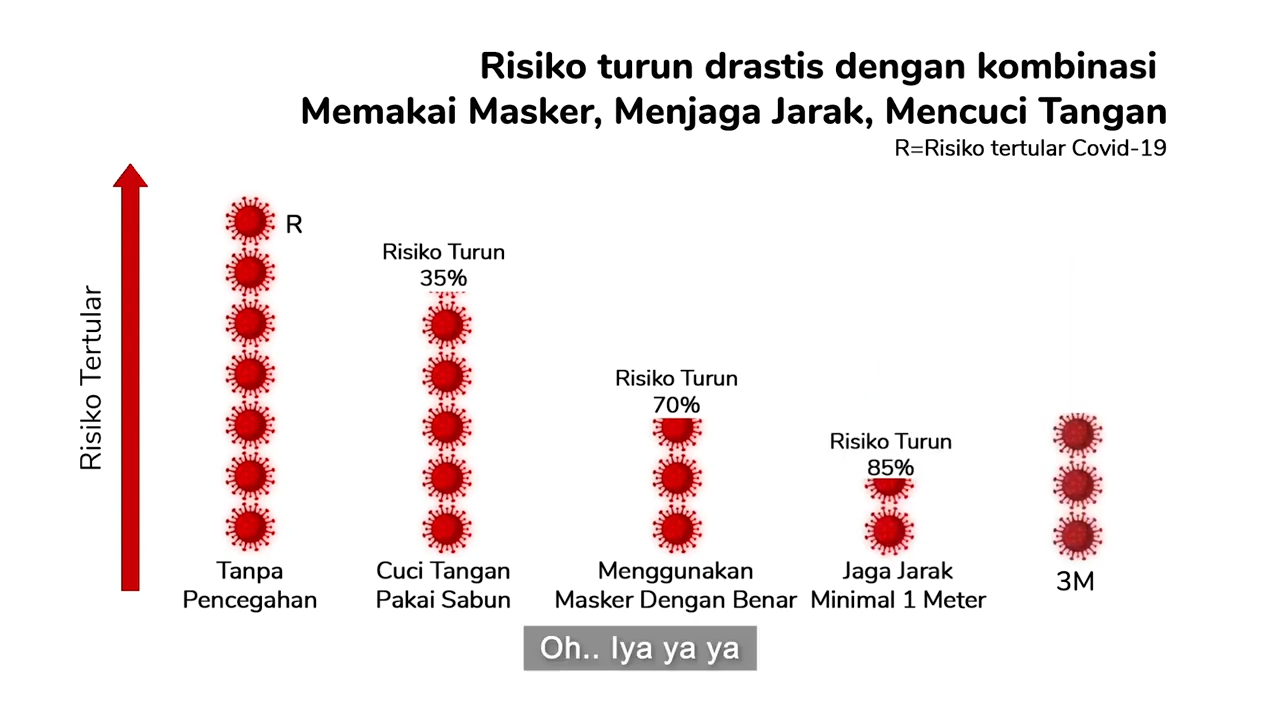 Risiko turun drastis dengan kombinasi
Memakai Masker, Menjaga Jarak, Mencuci Tangan
R=Risiko tertular Covid-19
Risiko Tertular
R
Risiko Turun
35%
Risiko Turun
70%
Risiko Turun
85%
Tanpa
Pencegahan
Cuci Tangan
Pakai Sabun
Menggunakan
Masker Dengan Benar
Jaga Jarak
Minimal 1 Meter
3M
Oh.. Iya ya ya